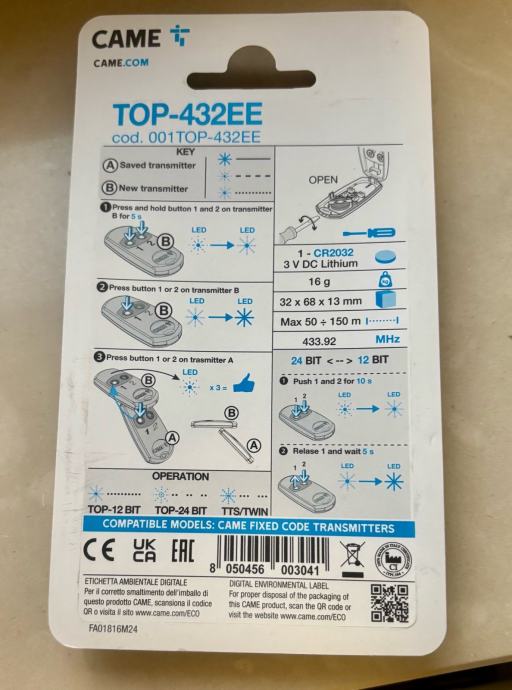 CAME
CAME.COM
TOP-432EE
cod. 001TOP-432EE
KEY
A Saved transmitter
B New transmitter
OPEN
1 Press and hold button 1 and 2 on transmitter
B for 5 s
LED LED
B
1 - CR2032
3 V DC Lithium
16 g
32 x 68 x 13 mm
Max 50 ÷ 150 m
433.92 MHz
2 Press button 1 or 2 on transmitter B
LED LED
B
24 BIT <--> 12 BIT
1 Push 1 and 2 for 10 s
1 2
LED LED
3 Press button 1 or 2 on trasmitter A
LED
x 3 =
B
1 2
A
B
A
2 Relase 1 and wait 5 s
1 2
LED LED
OPERATION
TOP-12 BIT TOP-24 BIT TTS/TWIN
COMPATIBLE MODELS: CAME FIXED CODE TRANSMITTERS
CE UK CA EAC
8 050456 003041
ETICHETTA AMBIENTALE DIGITALE
Per il corretto smaltimento dell'imballo di
questo prodotto CAME, scansiona il codice
QR o visita il sito www.came.com/ECO
DIGITAL ENVIRONMENTAL LABEL
For proper disposal of the packaging of
this CAME product, scan the QR code or
visit the website www.came.com/ECO
FA01816M24